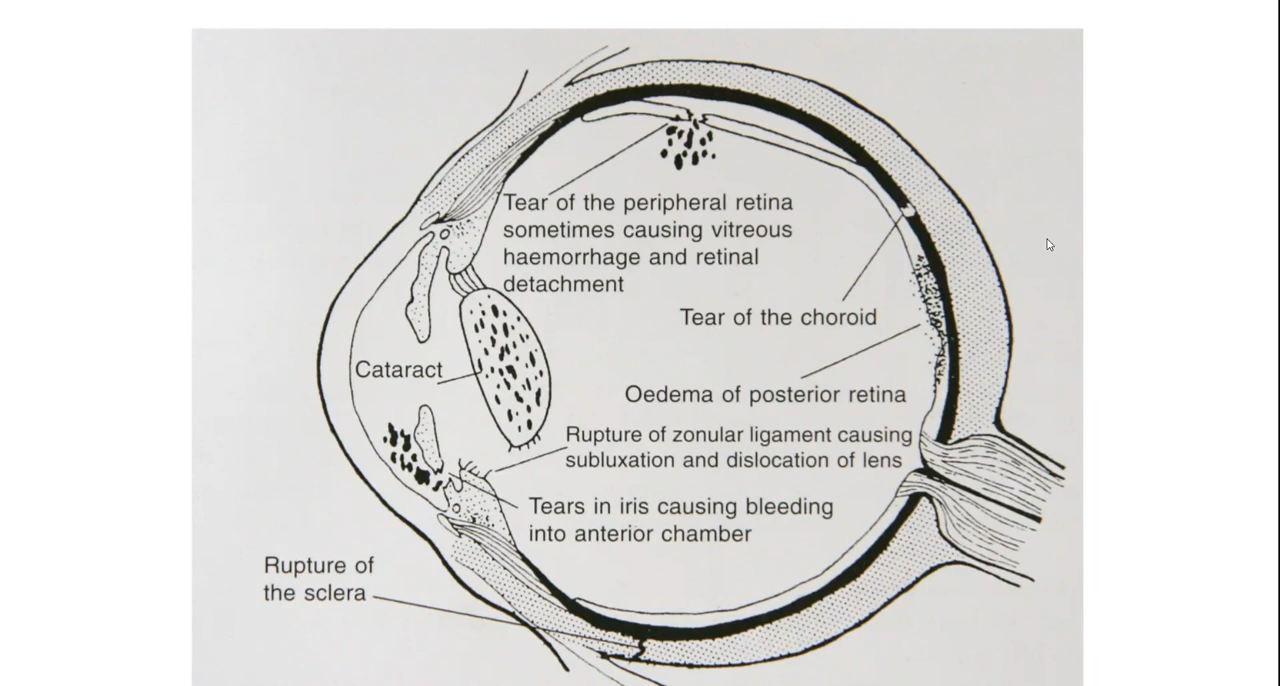 Tear of the peripheral retina
sometimes causing vitreous
haemorrhage and retinal
detachment
Tear of the choroid
Cataract
Oedema of posterior retina
Rupture of zonular ligament causing
subluxation and dislocation of lens
Tears in iris causing bleeding
into anterior chamber
Rupture of
the sclera